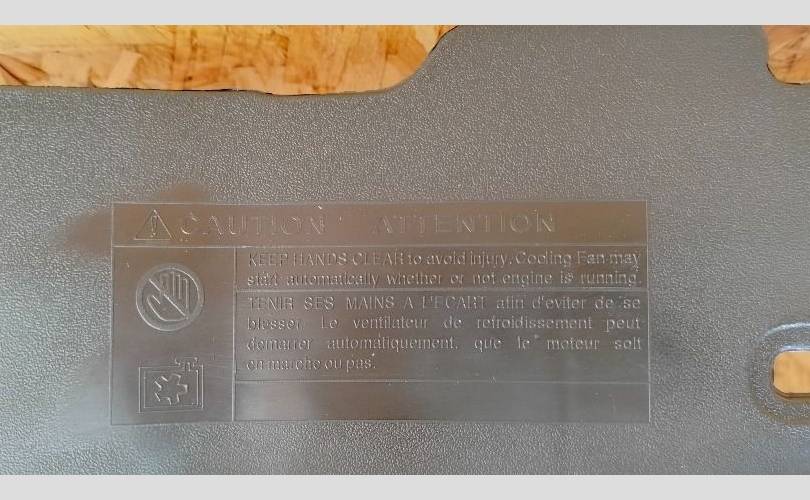 CAUTION ATTENTION
KEEP HANDS CLEAR to avoid injury. Cooling Fan may
start automatically whether or not engine is running.
TENIR SES MAINS A L'ECART afin d'eviter de se
blesser. Le ventilateur de refroidissement peut
demarrer automatiquement, que le moteur soit
en marche ou pas.